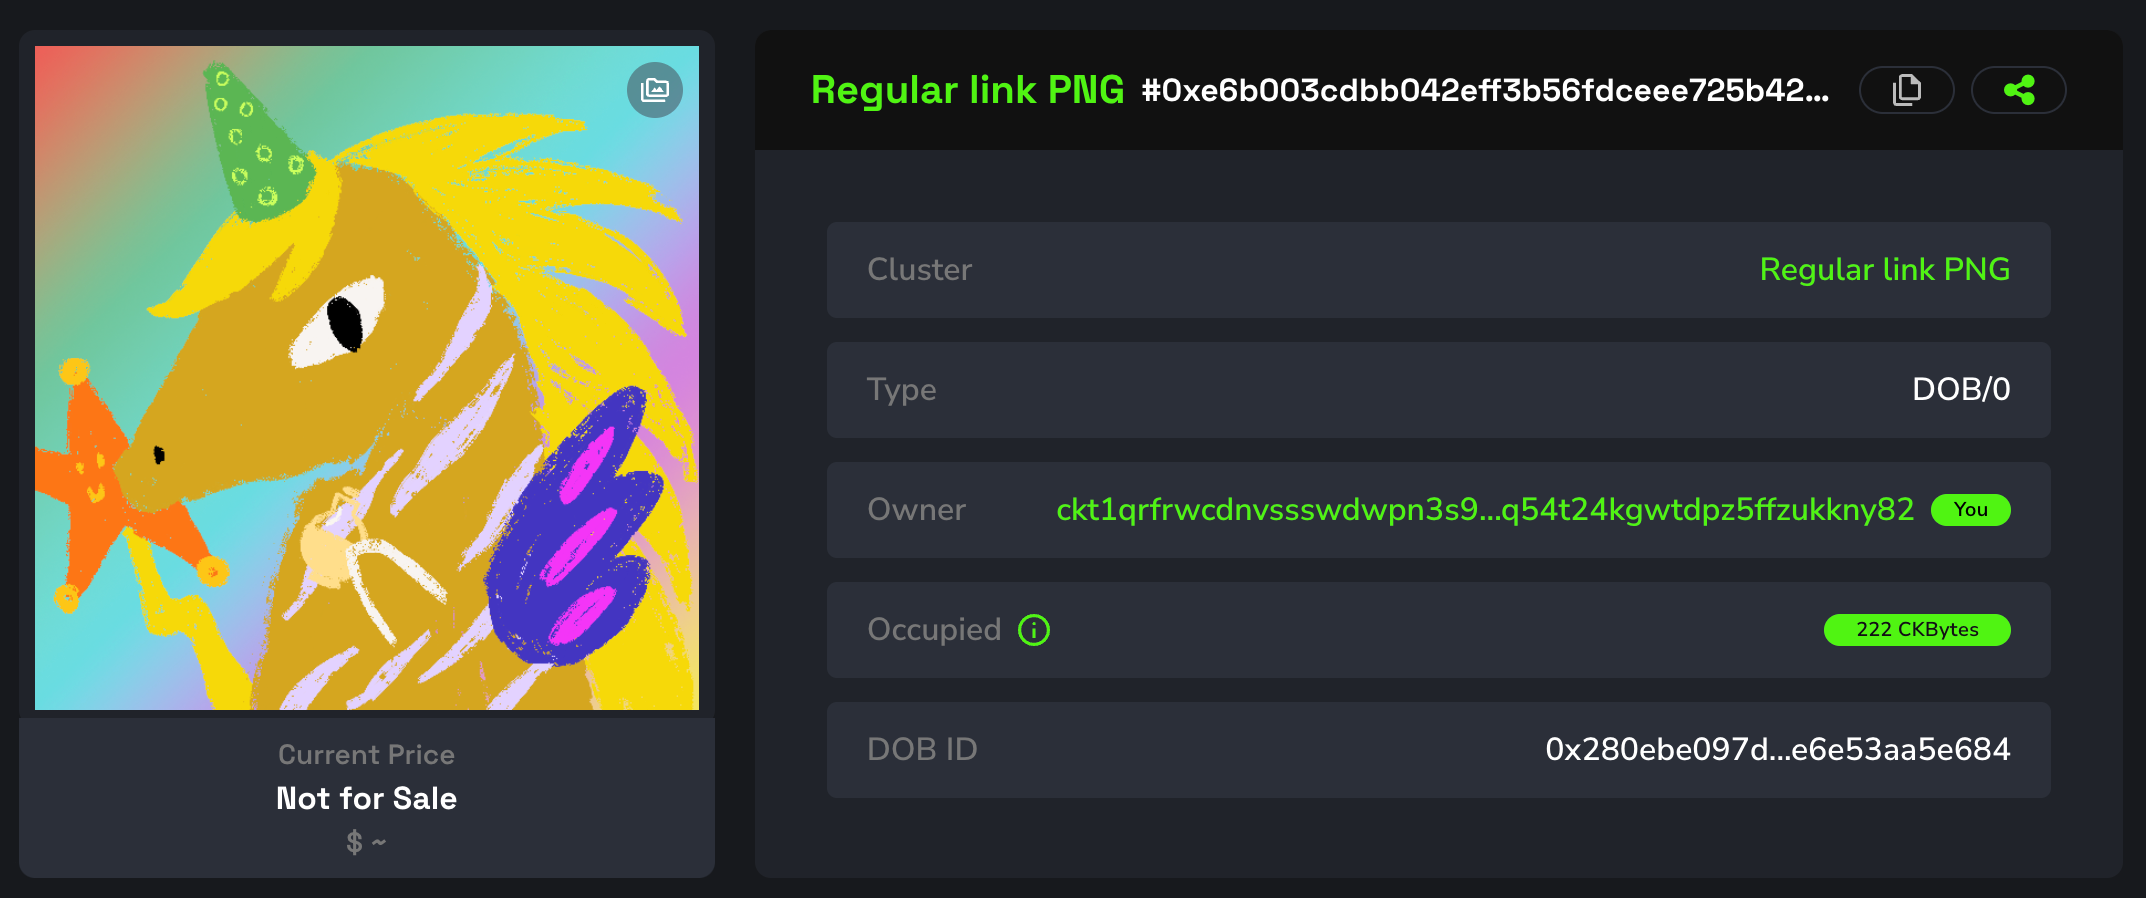 Regular link PNG #0xe6b003cdbb042eff3b56fdceee725b42...
Cluster Regular link PNG
Type DOB/0
Owner ckt1qrfrwcdnvssswdwpn3s9...q54t24kgwtdpz5ffzukkny82 You
Occupied 222 CKBytes
DOB ID 0x280ebe097d...e6e53aa5e684
Current Price
Not for Sale
$ ~